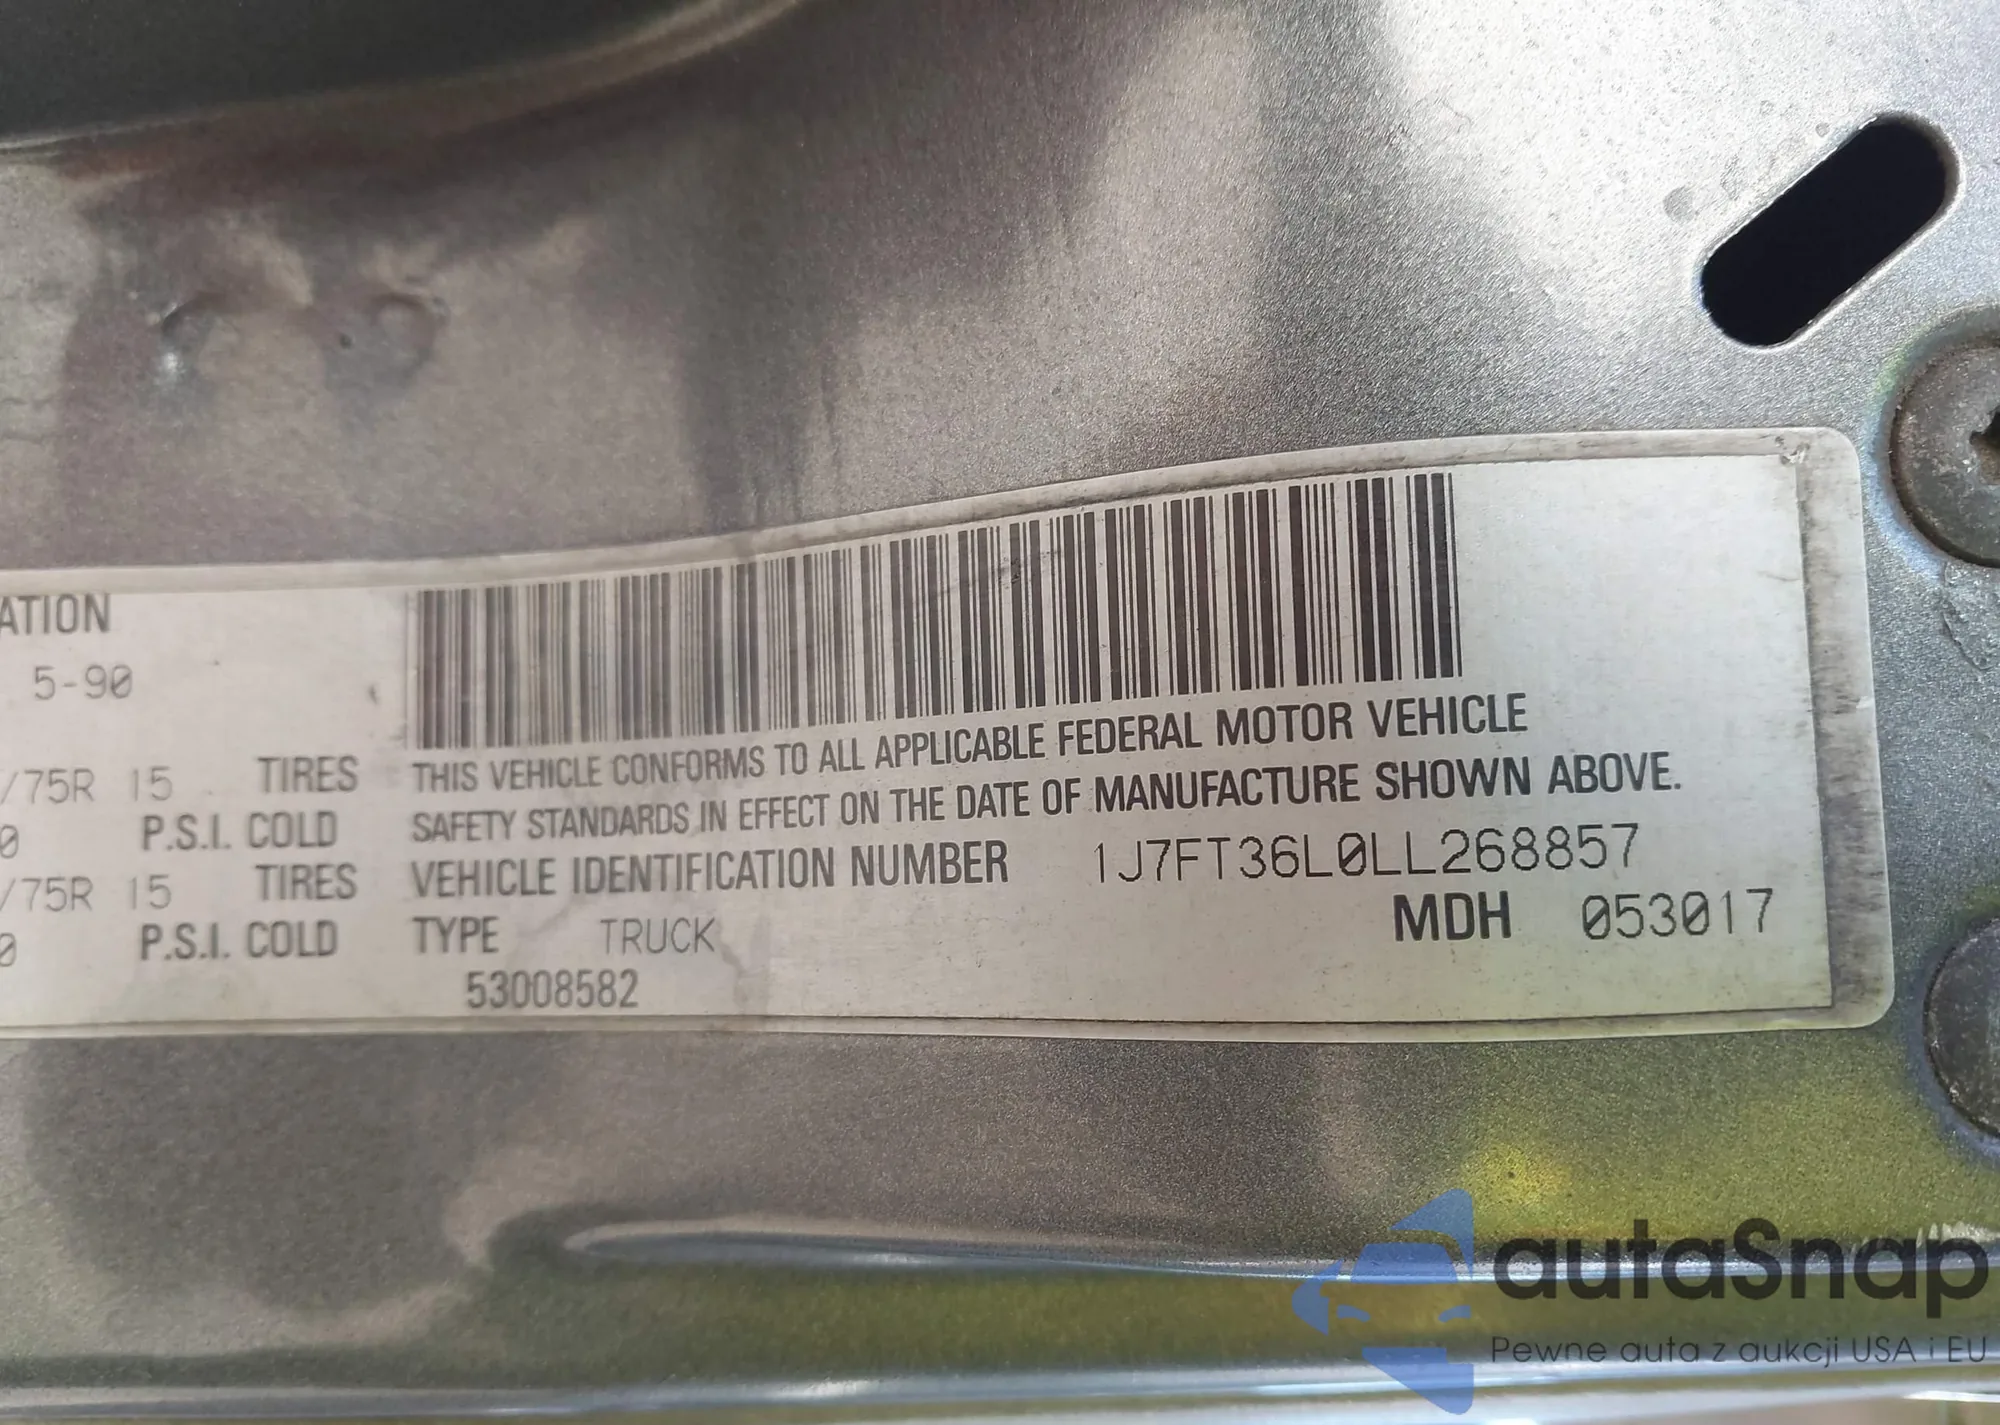 ATION
5-90
/75R 15 TIRES
0 P.S.I. COLD
/75R 15 TIRES
0 P.S.I. COLD
THIS VEHICLE CONFORMS TO ALL APPLICABLE FEDERAL MOTOR VEHICLE
SAFETY STANDARDS IN EFFECT ON THE DATE OF MANUFACTURE SHOWN ABOVE.
VEHICLE IDENTIFICATION NUMBER 1J7FT36L0LL268857
MDH 053017
TYPE TRUCK
53008582
autaSnap
Pewne auta z aukcji USA i EU